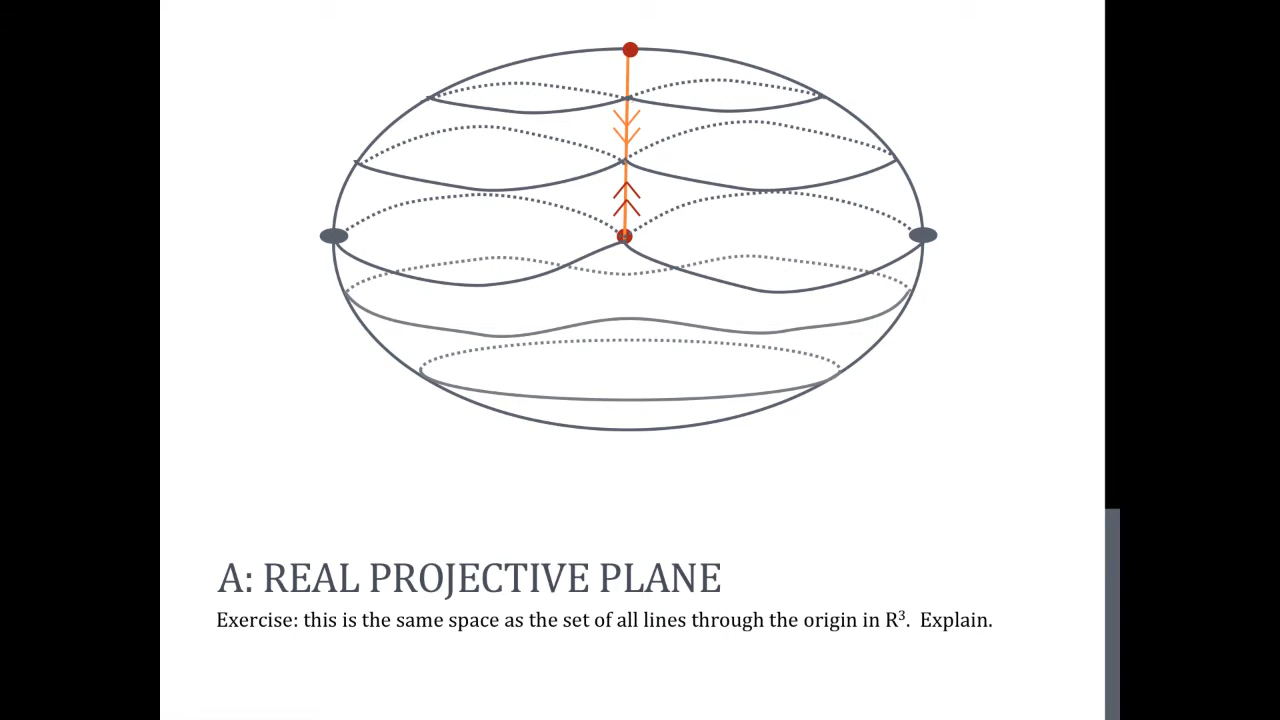 A: REAL PROJECTIVE PLANE
Exercise: this is the same space as the set of all lines through the origin in R³.  Explain.